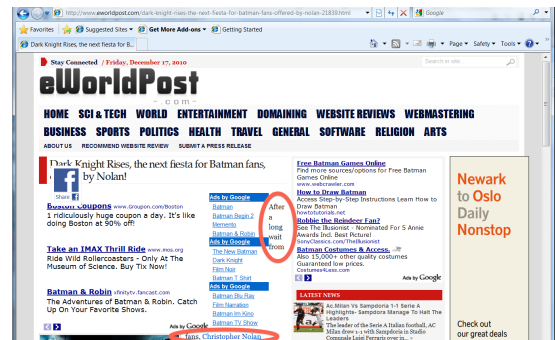 http://www.eworldpost.com/dark-knight-rises-the-next-fiesta-for-batman-fans-offered-by-nolan-21839.html
Google
Favorites
Suggested Sites
Get More Add-ons
Getting Started
Dark Knight Rises, the next fiesta for B...
Page Safety Tools
Stay Connected / Friday, December 17, 2010
Search in site...
eWorldPost
- com -
HOME SCI & TECH WORLD ENTERTAINMENT DOMAINING WEBSITE REVIEWS WEBMASTERING
BUSINESS SPORTS POLITICS HEALTH TRAVEL GENERAL SOFTWARE RELIGION ARTS
ABOUT US RECOMMEND WEBSITE REVIEW SUBMIT A PRESS RELEASE
Dark Knight Rises, the next fiesta for Batman fans,
by Nolan!
Share
Boston Coupons www.Groupon.com/Boston
1 ridiculously huge coupon a day. It's like
doing Boston at 90% off!
Take an IMAX Thrill Ride www.mos.org
Ride Wild Rollercoasters - Only At The
Museum of Science. Buy Tix Now!
Batman & Robin xfinitytv.fancast.com
The Adventures of Batman & Robin. Catch
Up On Your Favorite Shows.
Ads by Google
Ads by Google
Batman
Batman Begin 2
Memento
Batman & Robin
Ads by Google
The New Batman
Dark Knight
Film Noir
Batman T Shirt
Ads by Google
Batman Blu Ray
Film Narration
Batman Im Kino
Batman TV Show
After
a
long
wait
from
fans, Christopher Nolan
Free Batman Games Online
Find more sources/options for Free Batman
Games Online
www.webcrawler.com
How to Draw Batman
Access Step-by-Step Instructions Learn How to
Draw Batman
howtotutorials.net
Robbie the Reindeer Fan?
See The Illusionist - Nominated For 5 Annie
Awards Incl. Best Picture!
SonyClassics.com/TheIllusionist
Batman Costumes & Access.
Also 15,000+ other quality costumes
Guaranteed low prices.
Costumes4Less.com
Ads by Google
LATEST NEWS
Ac.Milan Vs Sampdoria 1-1 Serie A
Highlights- Sampdora Manage To Halt The
Leaders
The leader of the Serie A Italian football, AC
Milan drew 1-1 with Sampdoria in Stadio
Comunale Luigi Ferraris over in... »
Newark
to Oslo
Daily
Nonstop
Check out
our great deals